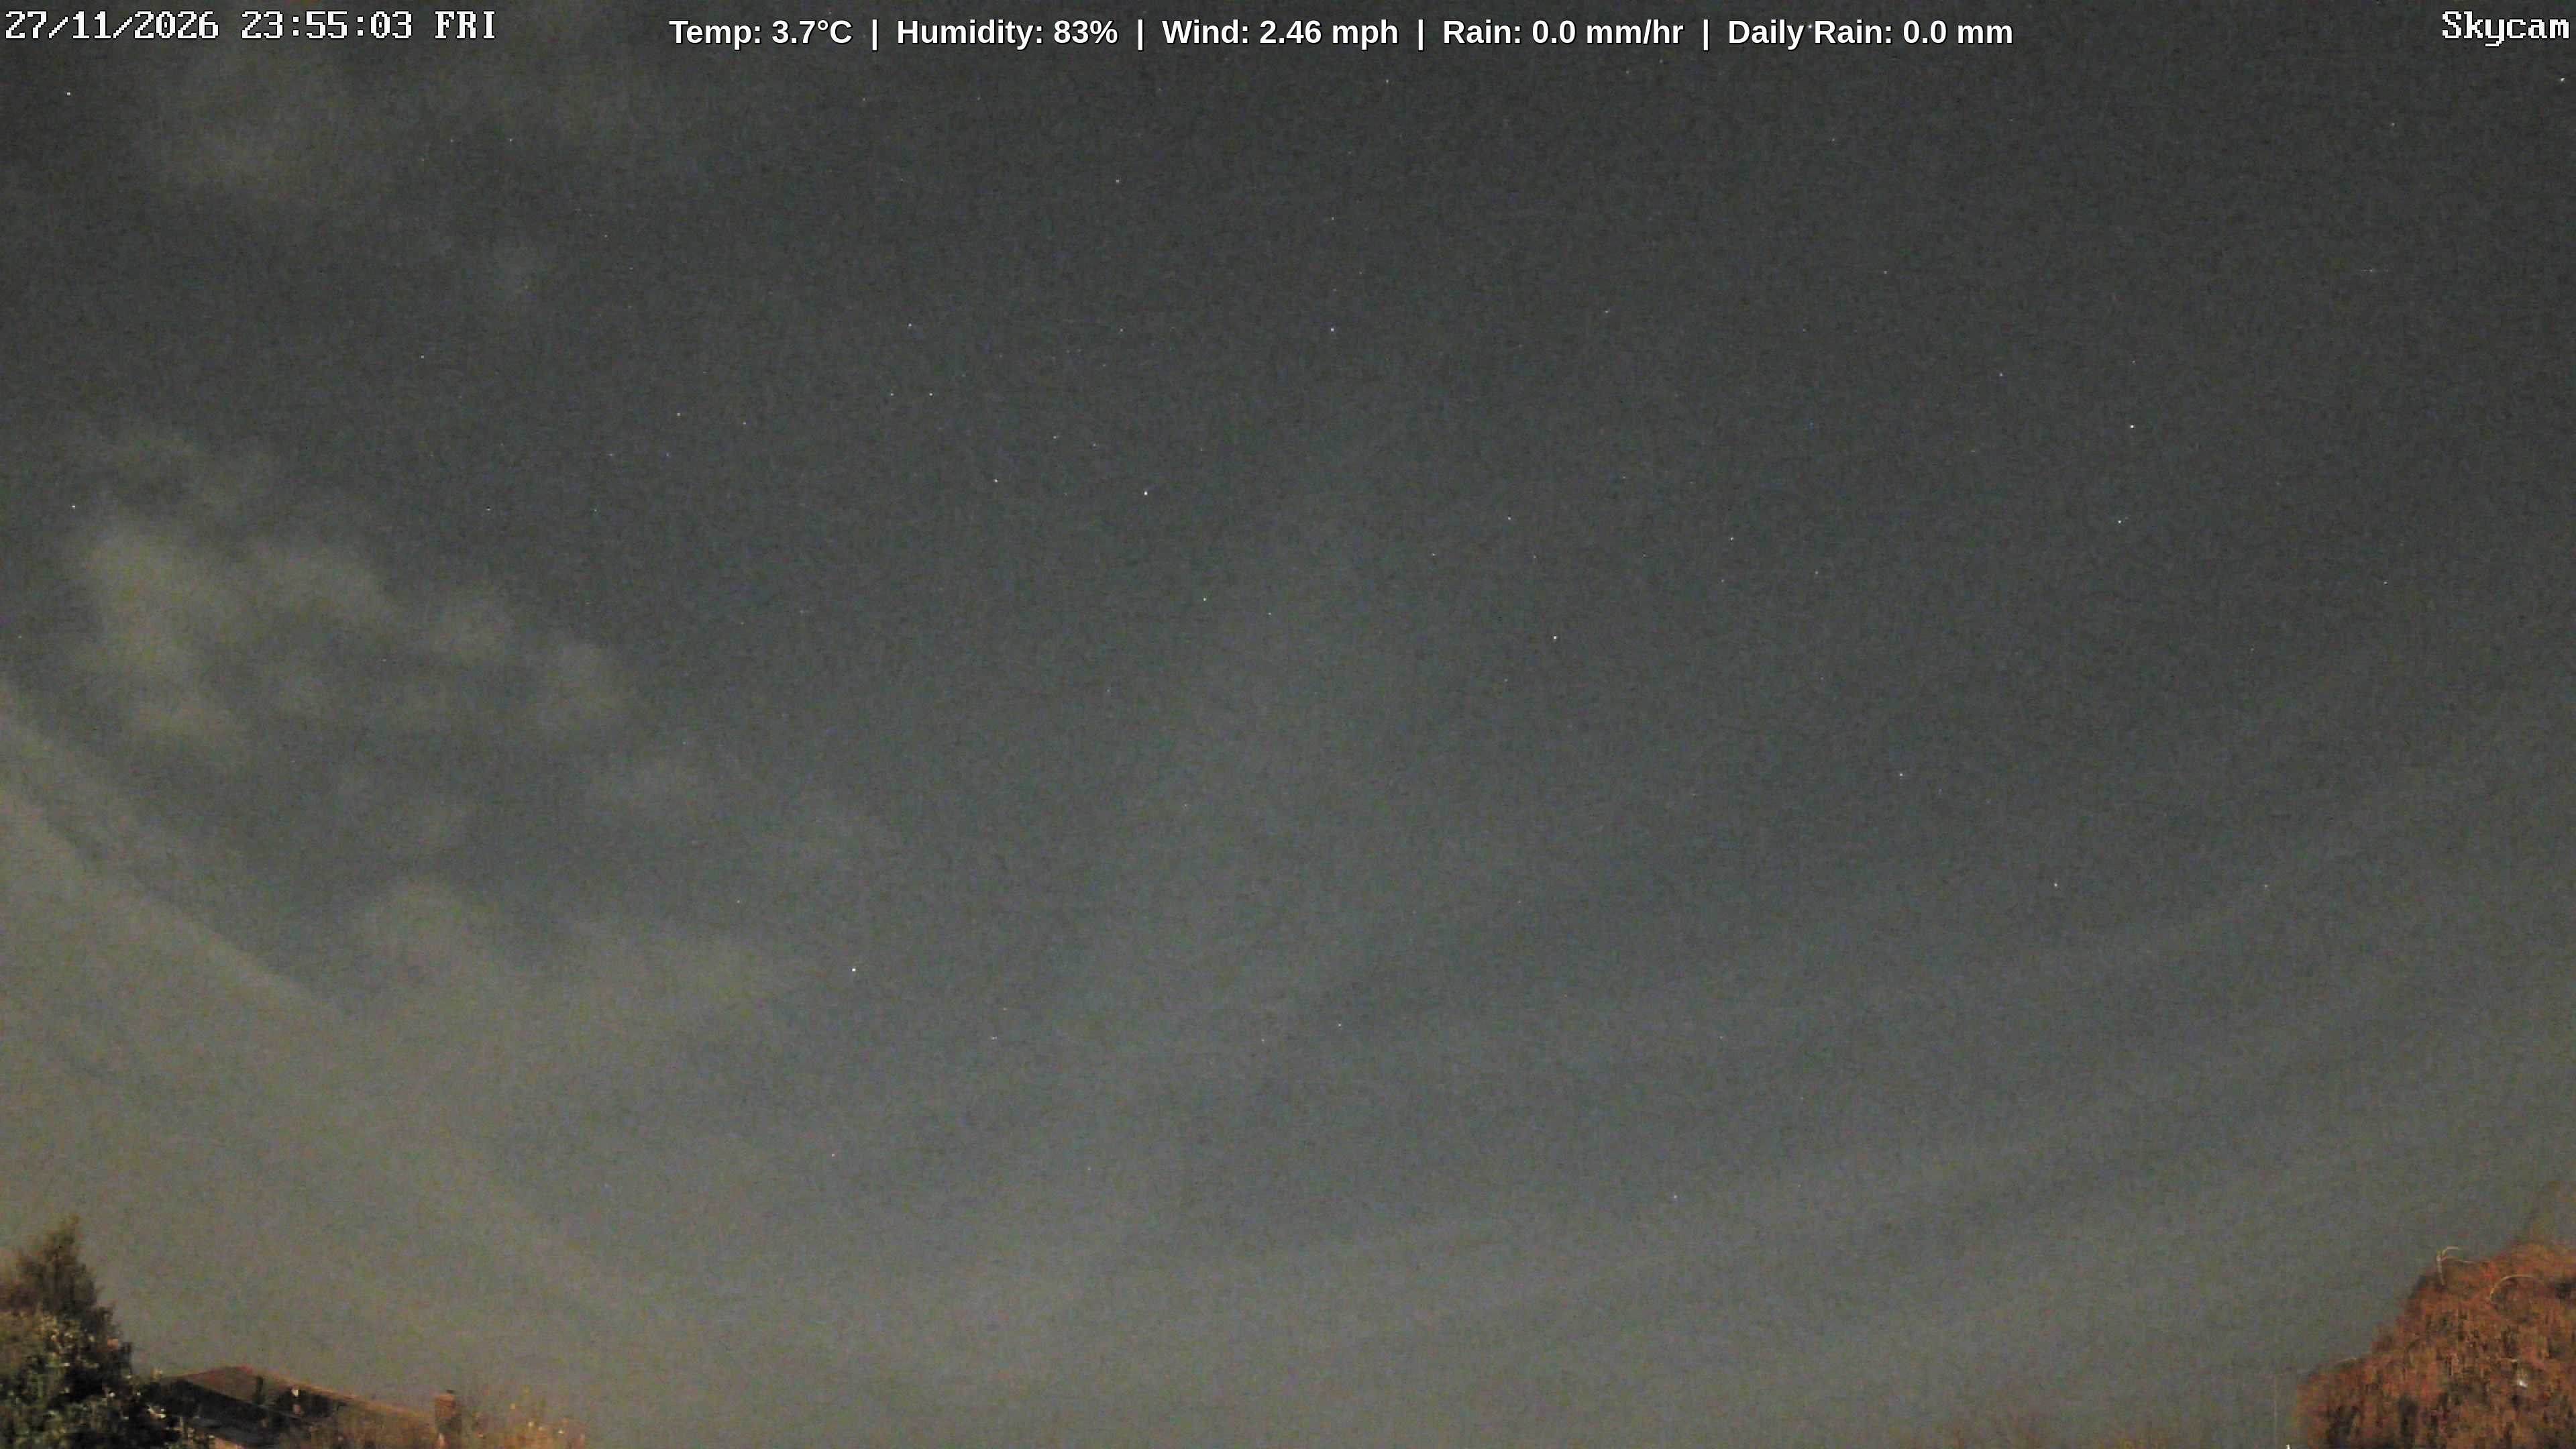 27/11/2026 23:55:03 FRI
Temp: 3.7°C | Humidity: 83% | Wind: 2.46 mph | Rain: 0.0 mm/hr | Daily Rain: 0.0 mm
Skycam